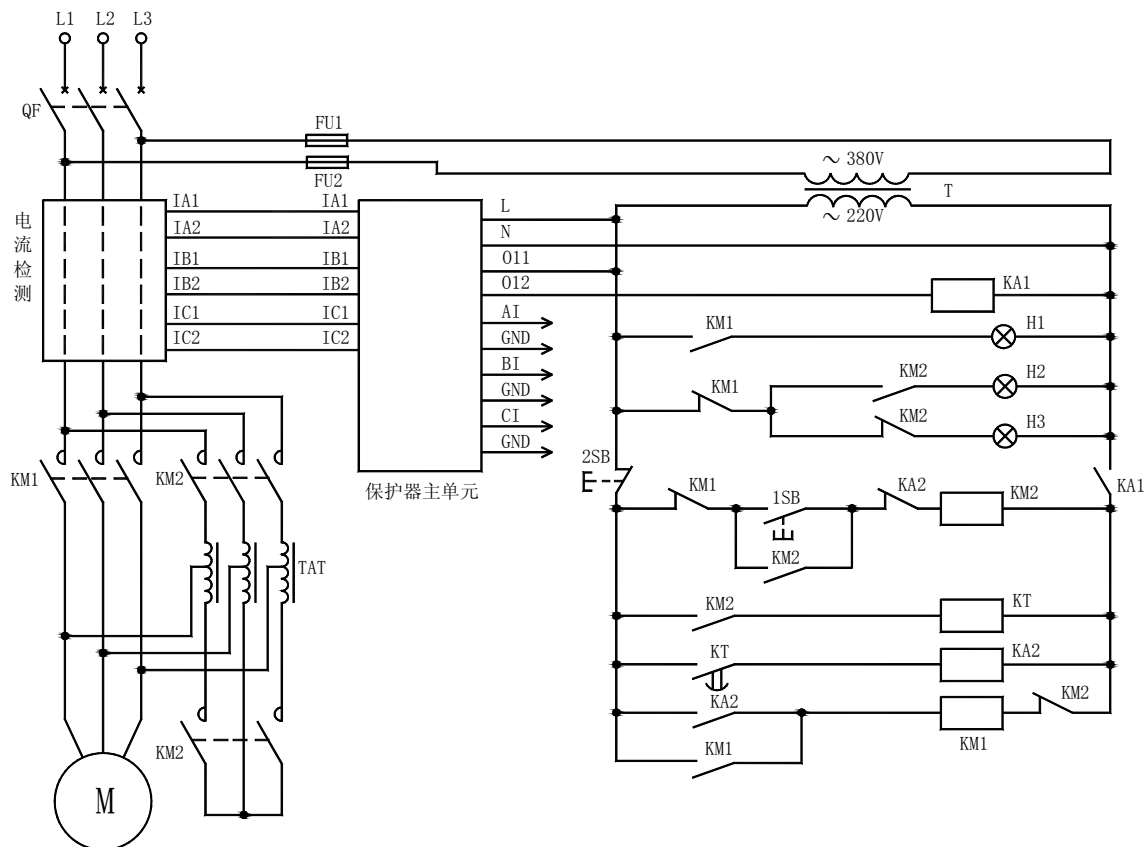 L1 L2 L3
QF
FU1
FU2
～380V
T
～220V
电流检测
IA1 IA1
IA2 IA2
IB1 IB1
IB2 IB2
IC1 IC1
IC2 IC2
L
N
O11
O12
AI
GND
BI
GND
CI
GND
保护器主单元
KA1
KM1 H1
KM1 KM2 H2
KM2 H3
2SB
KM1 1SB KA2 KM2 KA1
KM2
KM1 KM2
TAT
KM2 KT
KT KA2
KA2 KM1 KM2
KM1
KM2
M